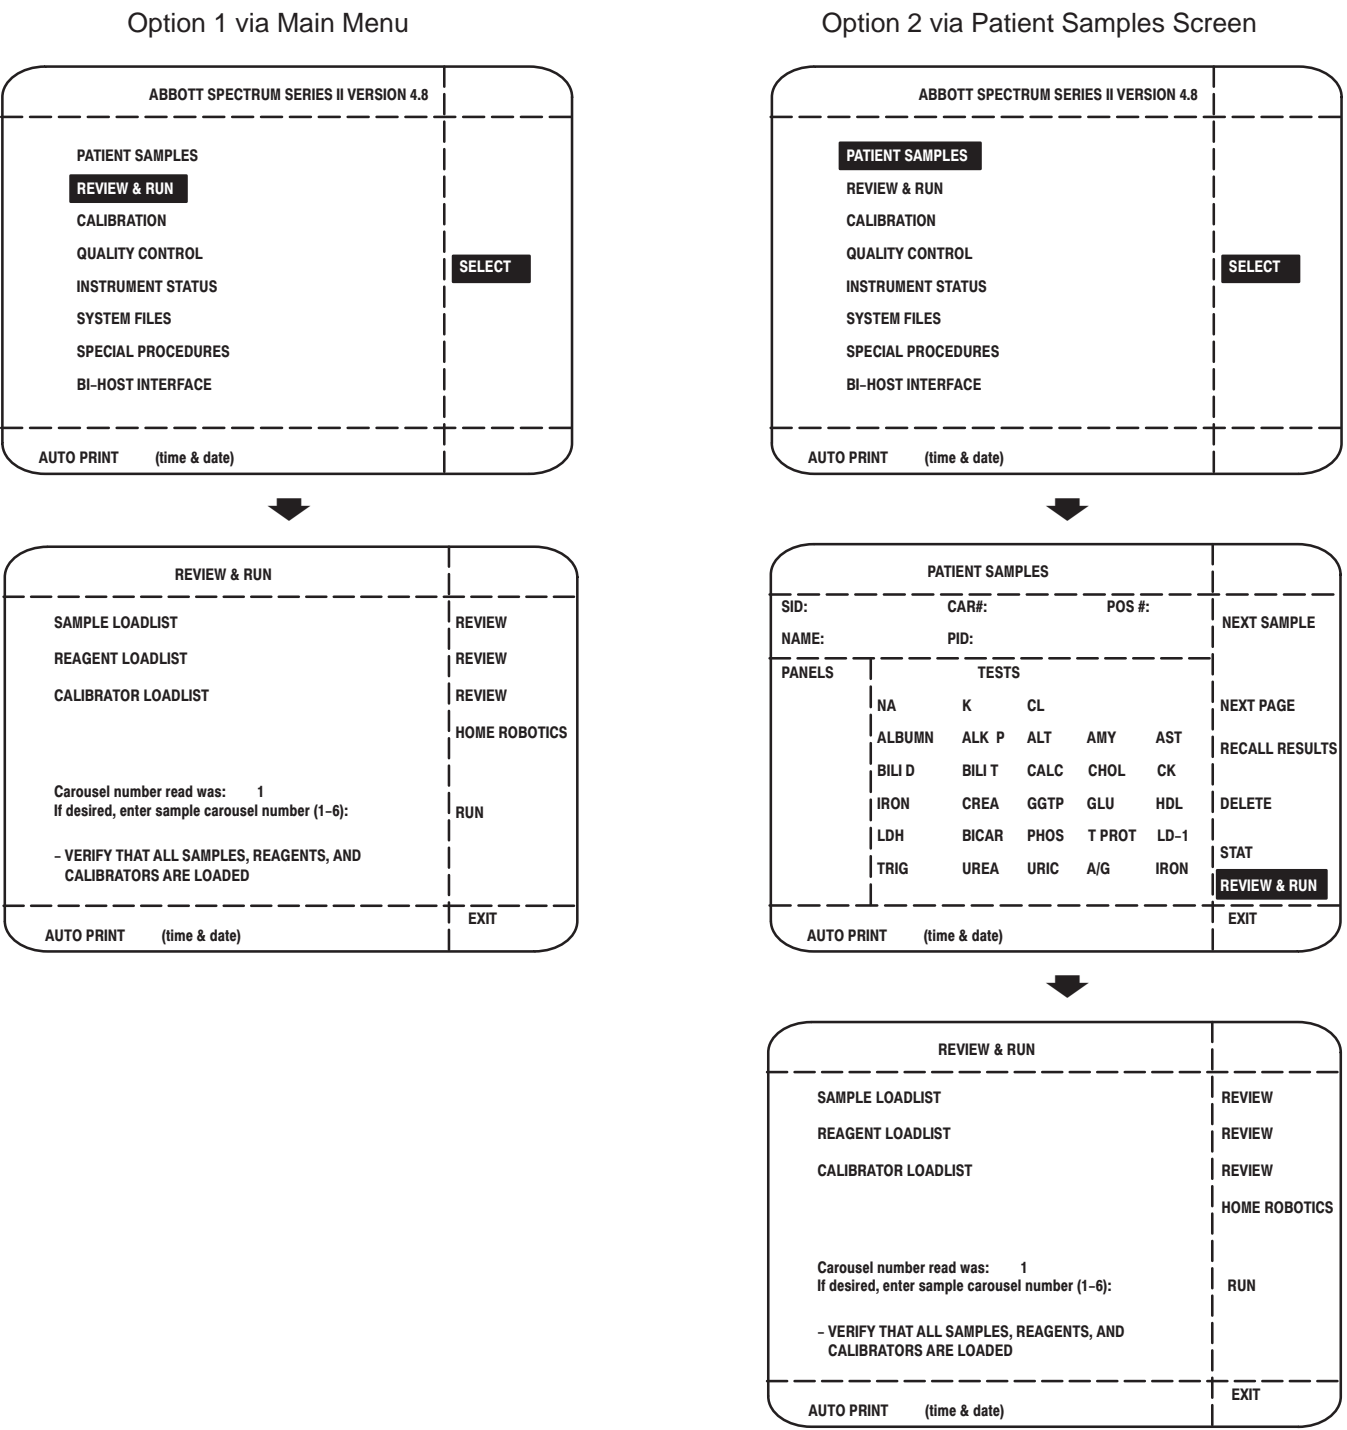 Option 1 via Main Menu
ABBOTT SPECTRUM SERIES II VERSION 4.8
PATIENT SAMPLES
REVIEW & RUN
CALIBRATION
QUALITY CONTROL
SELECT
INSTRUMENT STATUS
SYSTEM FILES
SPECIAL PROCEDURES
BI–HOST INTERFACE
AUTO PRINT (time & date)
REVIEW & RUN
SAMPLE LOADLIST REVIEW
REAGENT LOADLIST REVIEW
CALIBRATOR LOADLIST REVIEW
HOME ROBOTICS
Carousel number read was: 1
If desired, enter sample carousel number (1–6): RUN
– VERIFY THAT ALL SAMPLES, REAGENTS, AND
CALIBRATORS ARE LOADED
EXIT
AUTO PRINT (time & date)
Option 2 via Patient Samples Screen
ABBOTT SPECTRUM SERIES II VERSION 4.8
PATIENT SAMPLES
REVIEW & RUN
CALIBRATION
QUALITY CONTROL
SELECT
INSTRUMENT STATUS
SYSTEM FILES
SPECIAL PROCEDURES
BI–HOST INTERFACE
AUTO PRINT (time & date)
PATIENT SAMPLES
SID: CAR#: POS #:
NEXT SAMPLE
NAME: PID:
PANELS TESTS
NA K CL NEXT PAGE
ALBUMN ALK P ALT AMY AST
RECALL RESULTS
BILI D BILI T CALC CHOL CK
IRON CREA GGTP GLU HDL DELETE
LDH BICAR PHOS T PROT LD–1
STAT
TRIG UREA URIC A/G IRON
REVIEW & RUN
EXIT
AUTO PRINT (time & date)
REVIEW & RUN
SAMPLE LOADLIST REVIEW
REAGENT LOADLIST REVIEW
CALIBRATOR LOADLIST REVIEW
HOME ROBOTICS
Carousel number read was: 1
If desired, enter sample carousel number (1–6): RUN
– VERIFY THAT ALL SAMPLES, REAGENTS, AND
CALIBRATORS ARE LOADED
EXIT
AUTO PRINT (time & date)